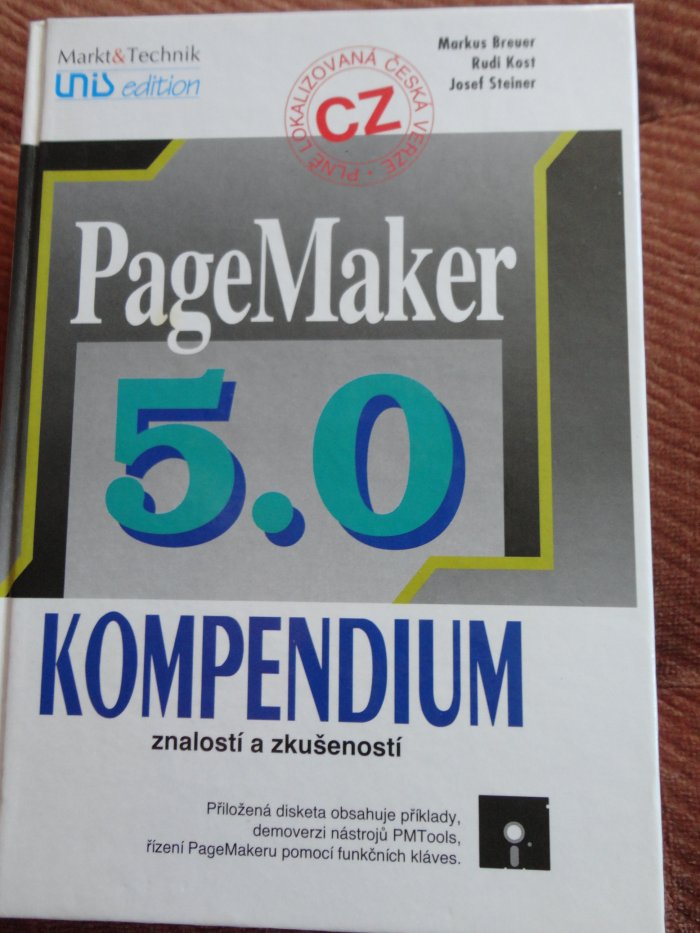 Markt&Technik
UNIS edition
PLNĚ LOKALIZOVANÁ ČESKÁ VERZE •
CZ
Markus Breuer
Rudi Kost
Josef Steiner
PageMaker
5.0
KOMPENDIUM
znalostí a zkušeností
Přiložená disketa obsahuje příklady,
demoverzi nástrojů PMTools,
řízení PageMakeru pomocí funkčních kláves.